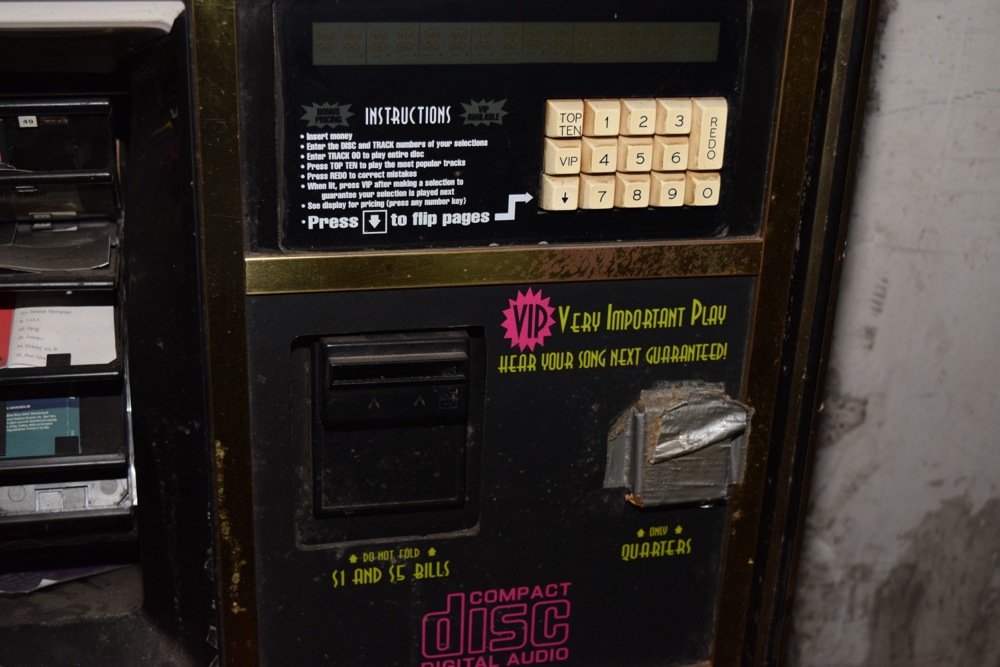 49
BONUS
PRICING
INSTRUCTIONS
VIP
AVAILABLE
• Insert money
• Enter the DISC and TRACK numbers of your selections
• Enter TRACK 00 to play entire disc
• Press TOP TEN to play the most popular tracks
• Press REDO to correct mistakes
• When lit, press VIP after making a selection to
guarantee your selection is played next
• See display for pricing (press any number key)
• Press ↓ to flip pages
TOP
TEN
1 2 3
REDO
VIP 4 5 6
↓ 7 8 9 0
VIP VERY IMPORTANT PLAY
HEAR YOUR SONG NEXT GUARANTEED!
DO NOT FOLD
$1 AND $5 BILLS
ONLY
QUARTERS
COMPACT
disc
DIGITAL AUDIO